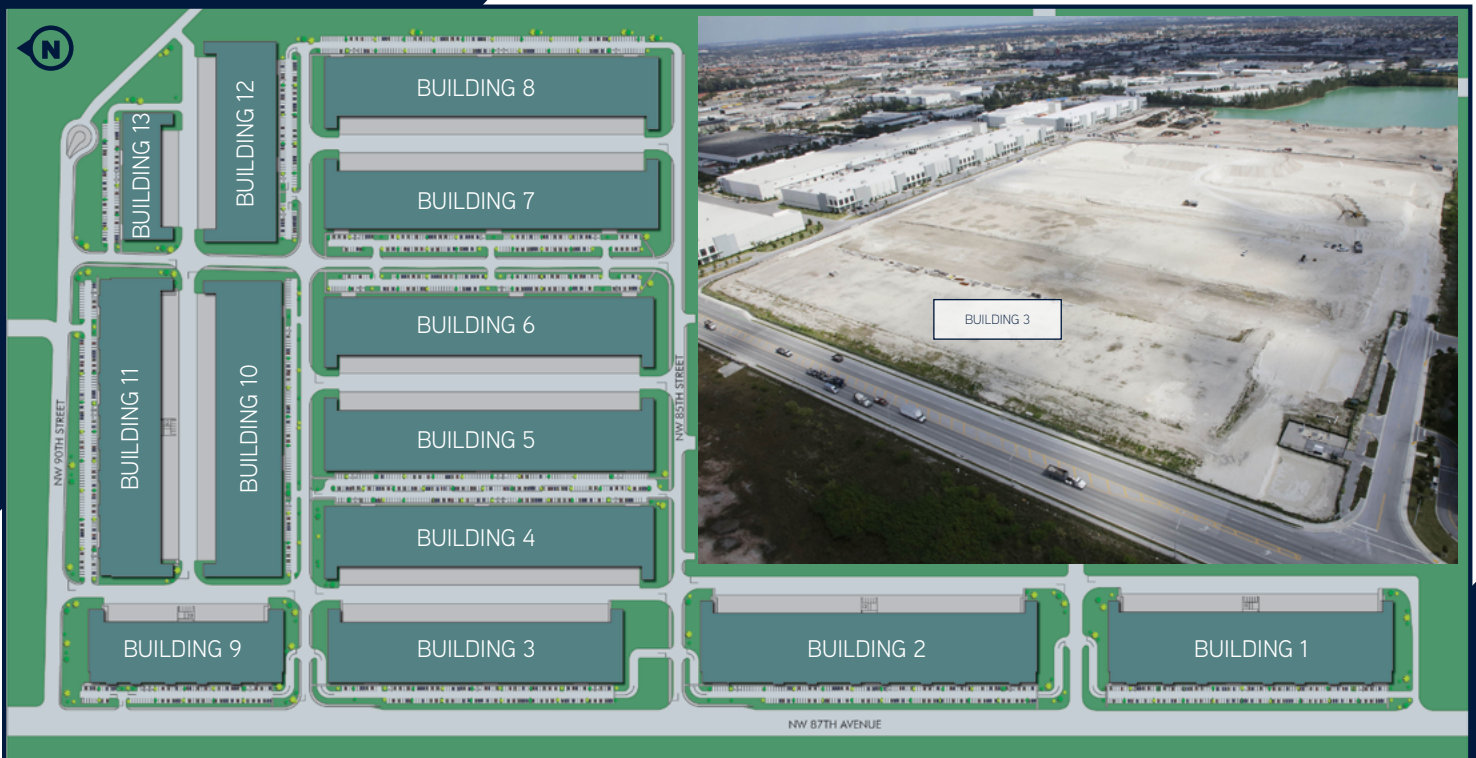 N
BUILDING 8
BUILDING 12
BUILDING 13
BUILDING 7
BUILDING 6
BUILDING 3
BUILDING 11
BUILDING 10
NW 90TH STREET
NW 85TH STREET
BUILDING 5
BUILDING 4
BUILDING 9
BUILDING 3
BUILDING 2
BUILDING 1
NW 87TH AVENUE